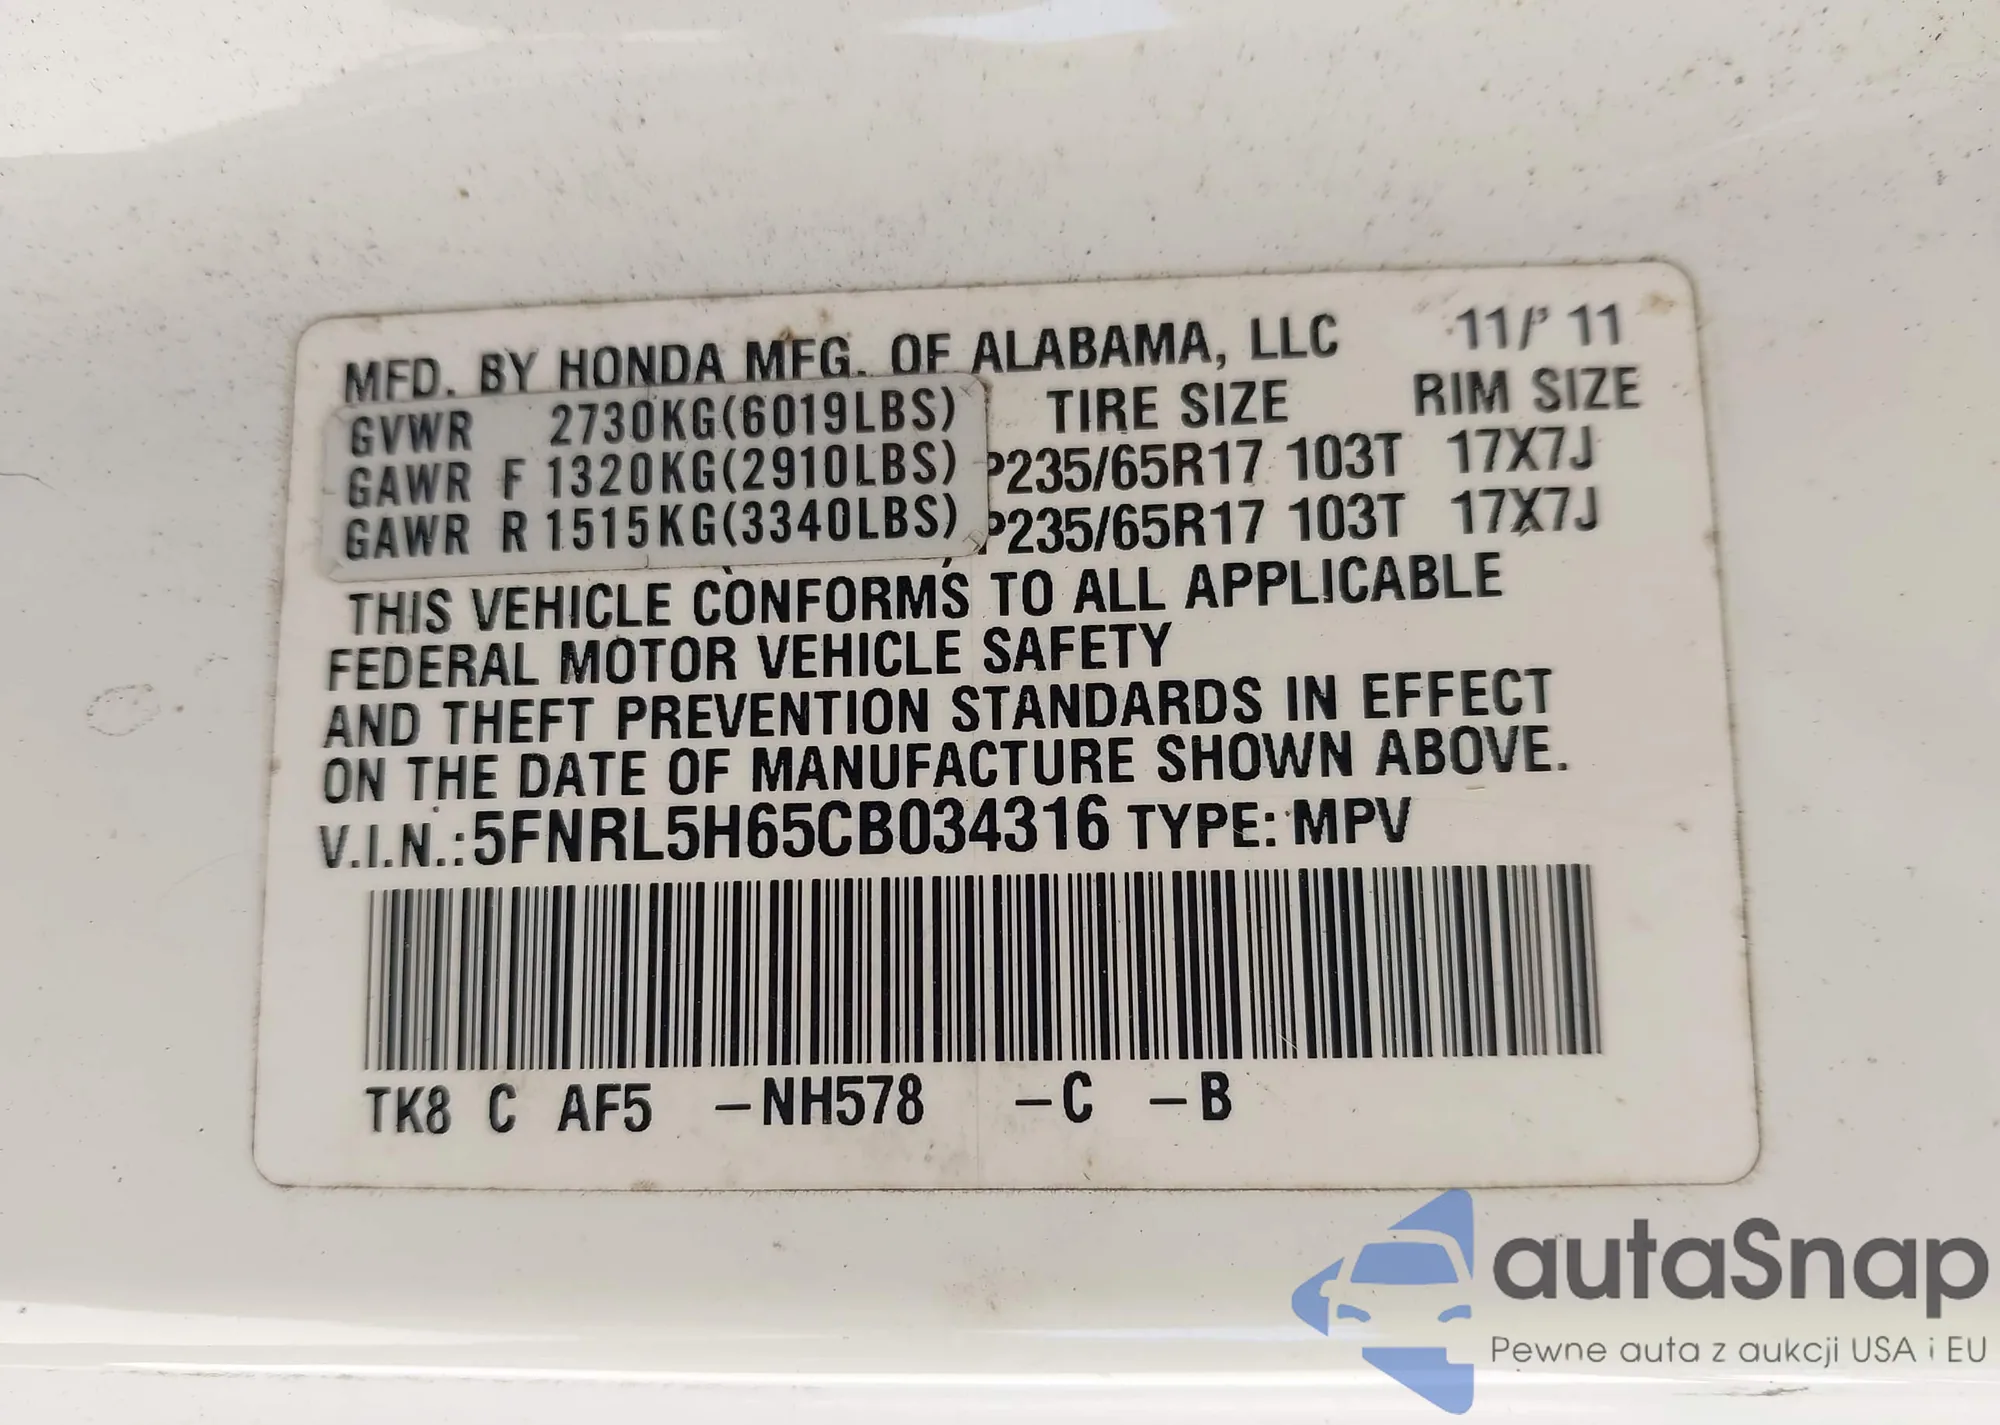 MFD. BY HONDA MFG. OF ALABAMA, LLC 11/'11
TIRE SIZE RIM SIZE
GVWR 2730KG(6019LBS)
GAWR F 1320KG(2910LBS) P235/65R17 103T 17X7J
GAWR R 1515KG(3340LBS) P235/65R17 103T 17X7J
THIS VEHICLE CONFORMS TO ALL APPLICABLE
FEDERAL MOTOR VEHICLE SAFETY
AND THEFT PREVENTION STANDARDS IN EFFECT
ON THE DATE OF MANUFACTURE SHOWN ABOVE.
V.I.N.:5FNRL5H65CB034316 TYPE: MPV
TK8 C AF5 -NH578 -C -B
autaSnap
Pewne auta z aukcji USA i EU